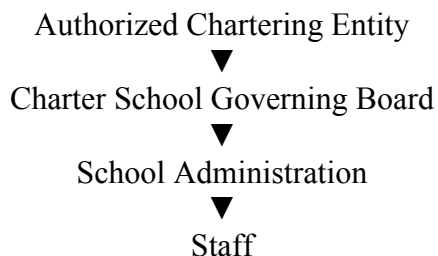 Authorized Chartering Entity
▼
Charter School Governing Board
▼
School Administration
▼
Staff